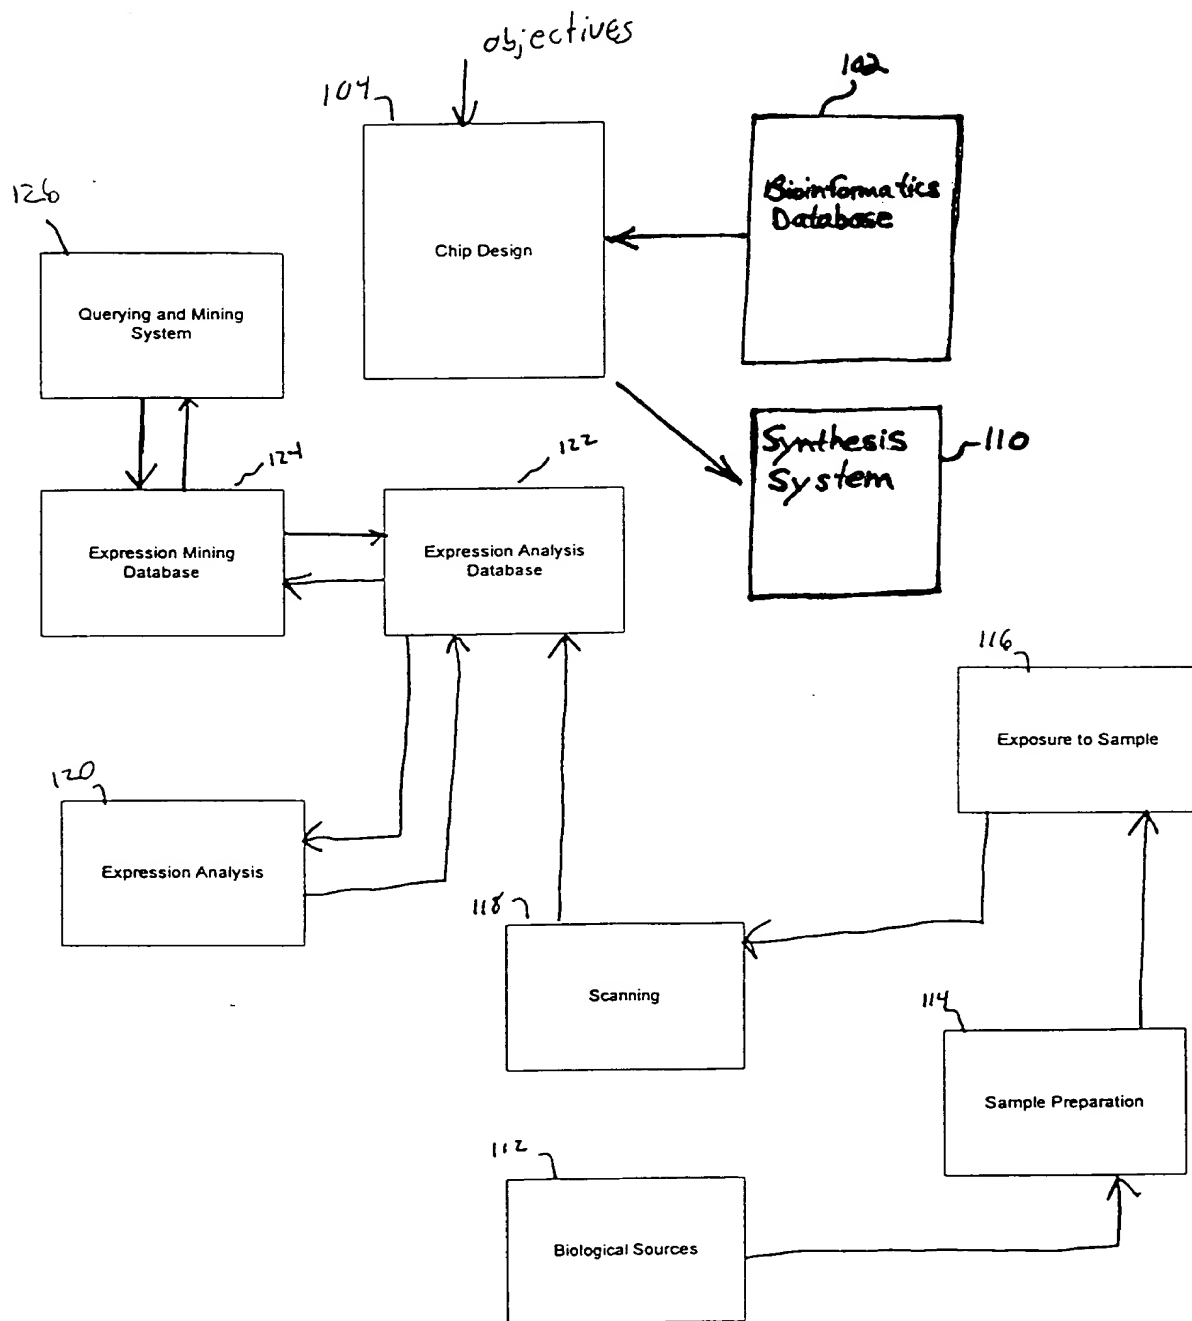 objectives
104
102
Chip Design
Bioinformatics
Database
126
Querying and Mining
System
Synthesis
System
110
124
122
Expression Mining
Database
Expression Analysis
Database
116
Exposure to Sample
120
Expression Analysis
118
Scanning
114
Sample Preparation
112
Biological Sources